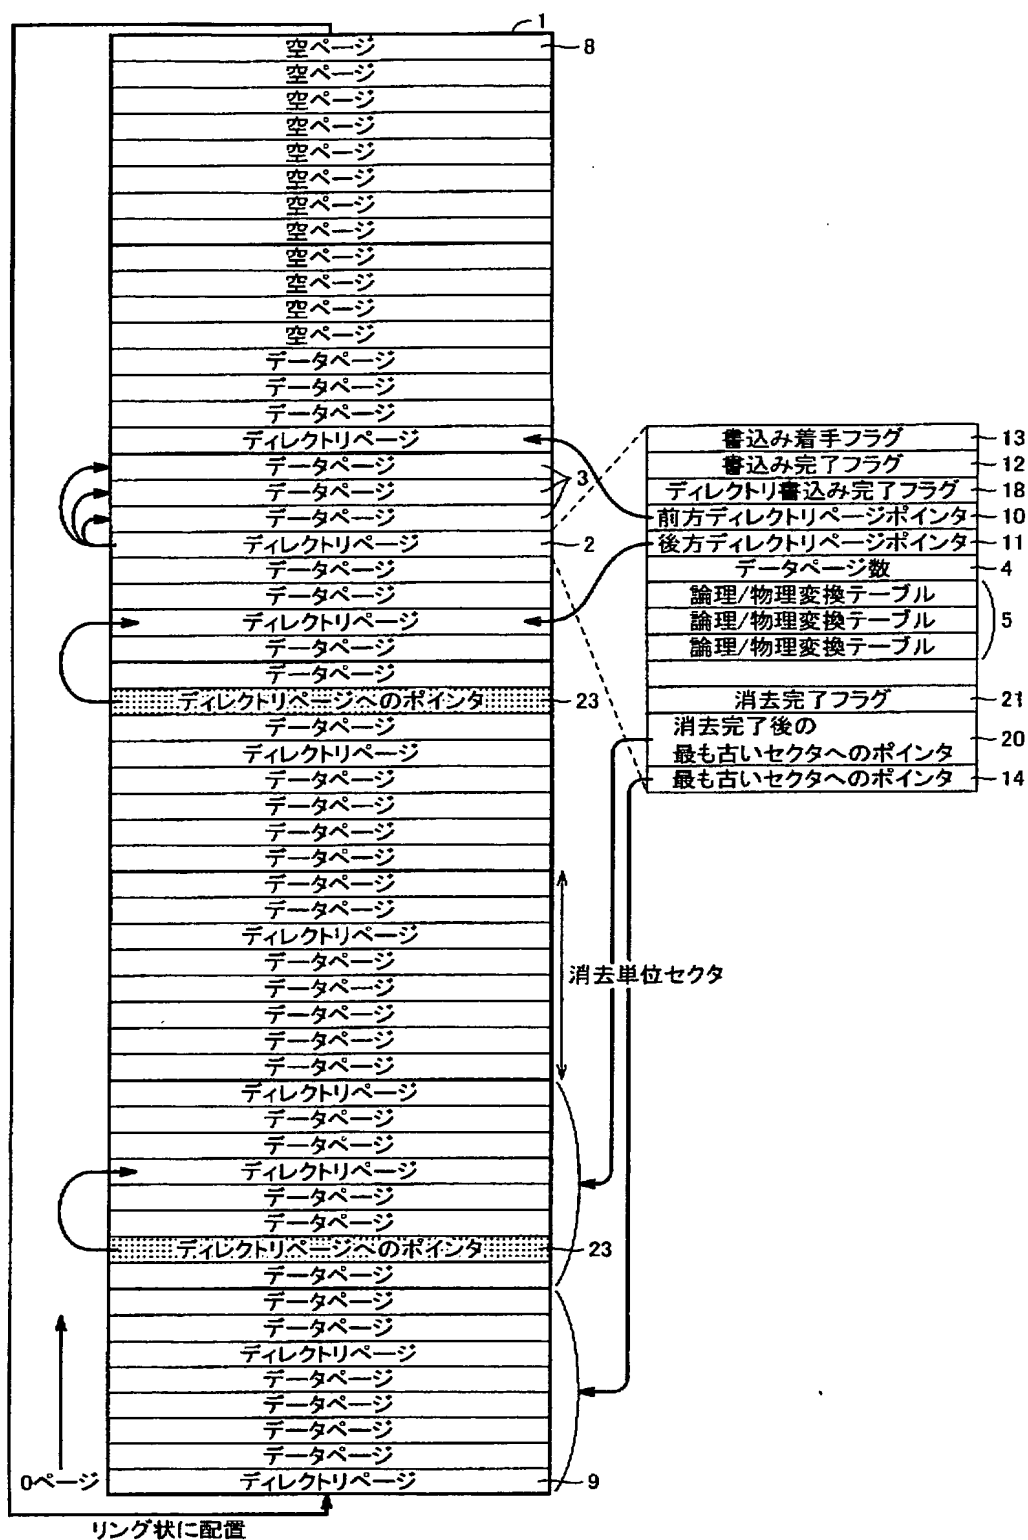 1
空ページ 8
空ページ
空ページ
空ページ
空ページ
空ページ
空ページ
空ページ
空ページ
空ページ
空ページ
空ページ
データページ
データページ
データページ
ディレクトリページ
データページ
データページ 3
データページ
ディレクトリページ 2
データページ
データページ
ディレクトリページ
データページ
データページ
ディレクトリページへのポインタ 23
データページ
ディレクトリページ
データページ
データページ
データページ
データページ
データページ
データページ
ディレクトリページ
データページ
データページ
データページ
データページ
データページ
ディレクトリページ
データページ
データページ
ディレクトリページ
データページ
データページ
ディレクトリページへのポインタ 23
データページ
データページ
データページ
ディレクトリページ
データページ
データページ
データページ
データページ
0ページ ディレクトリページ 9
リング状に配置
消去単位セクタ
書込み着手フラグ 13
書込み完了フラグ 12
ディレクトリ書込み完了フラグ 18
前方ディレクトリページポインタ 10
後方ディレクトリページポインタ 11
データページ数 4
論理/物理変換テーブル
論理/物理変換テーブル 5
論理/物理変換テーブル
消去完了フラグ 21
消去完了後の
最も古いセクタへのポインタ 20
最も古いセクタへのポインタ 14